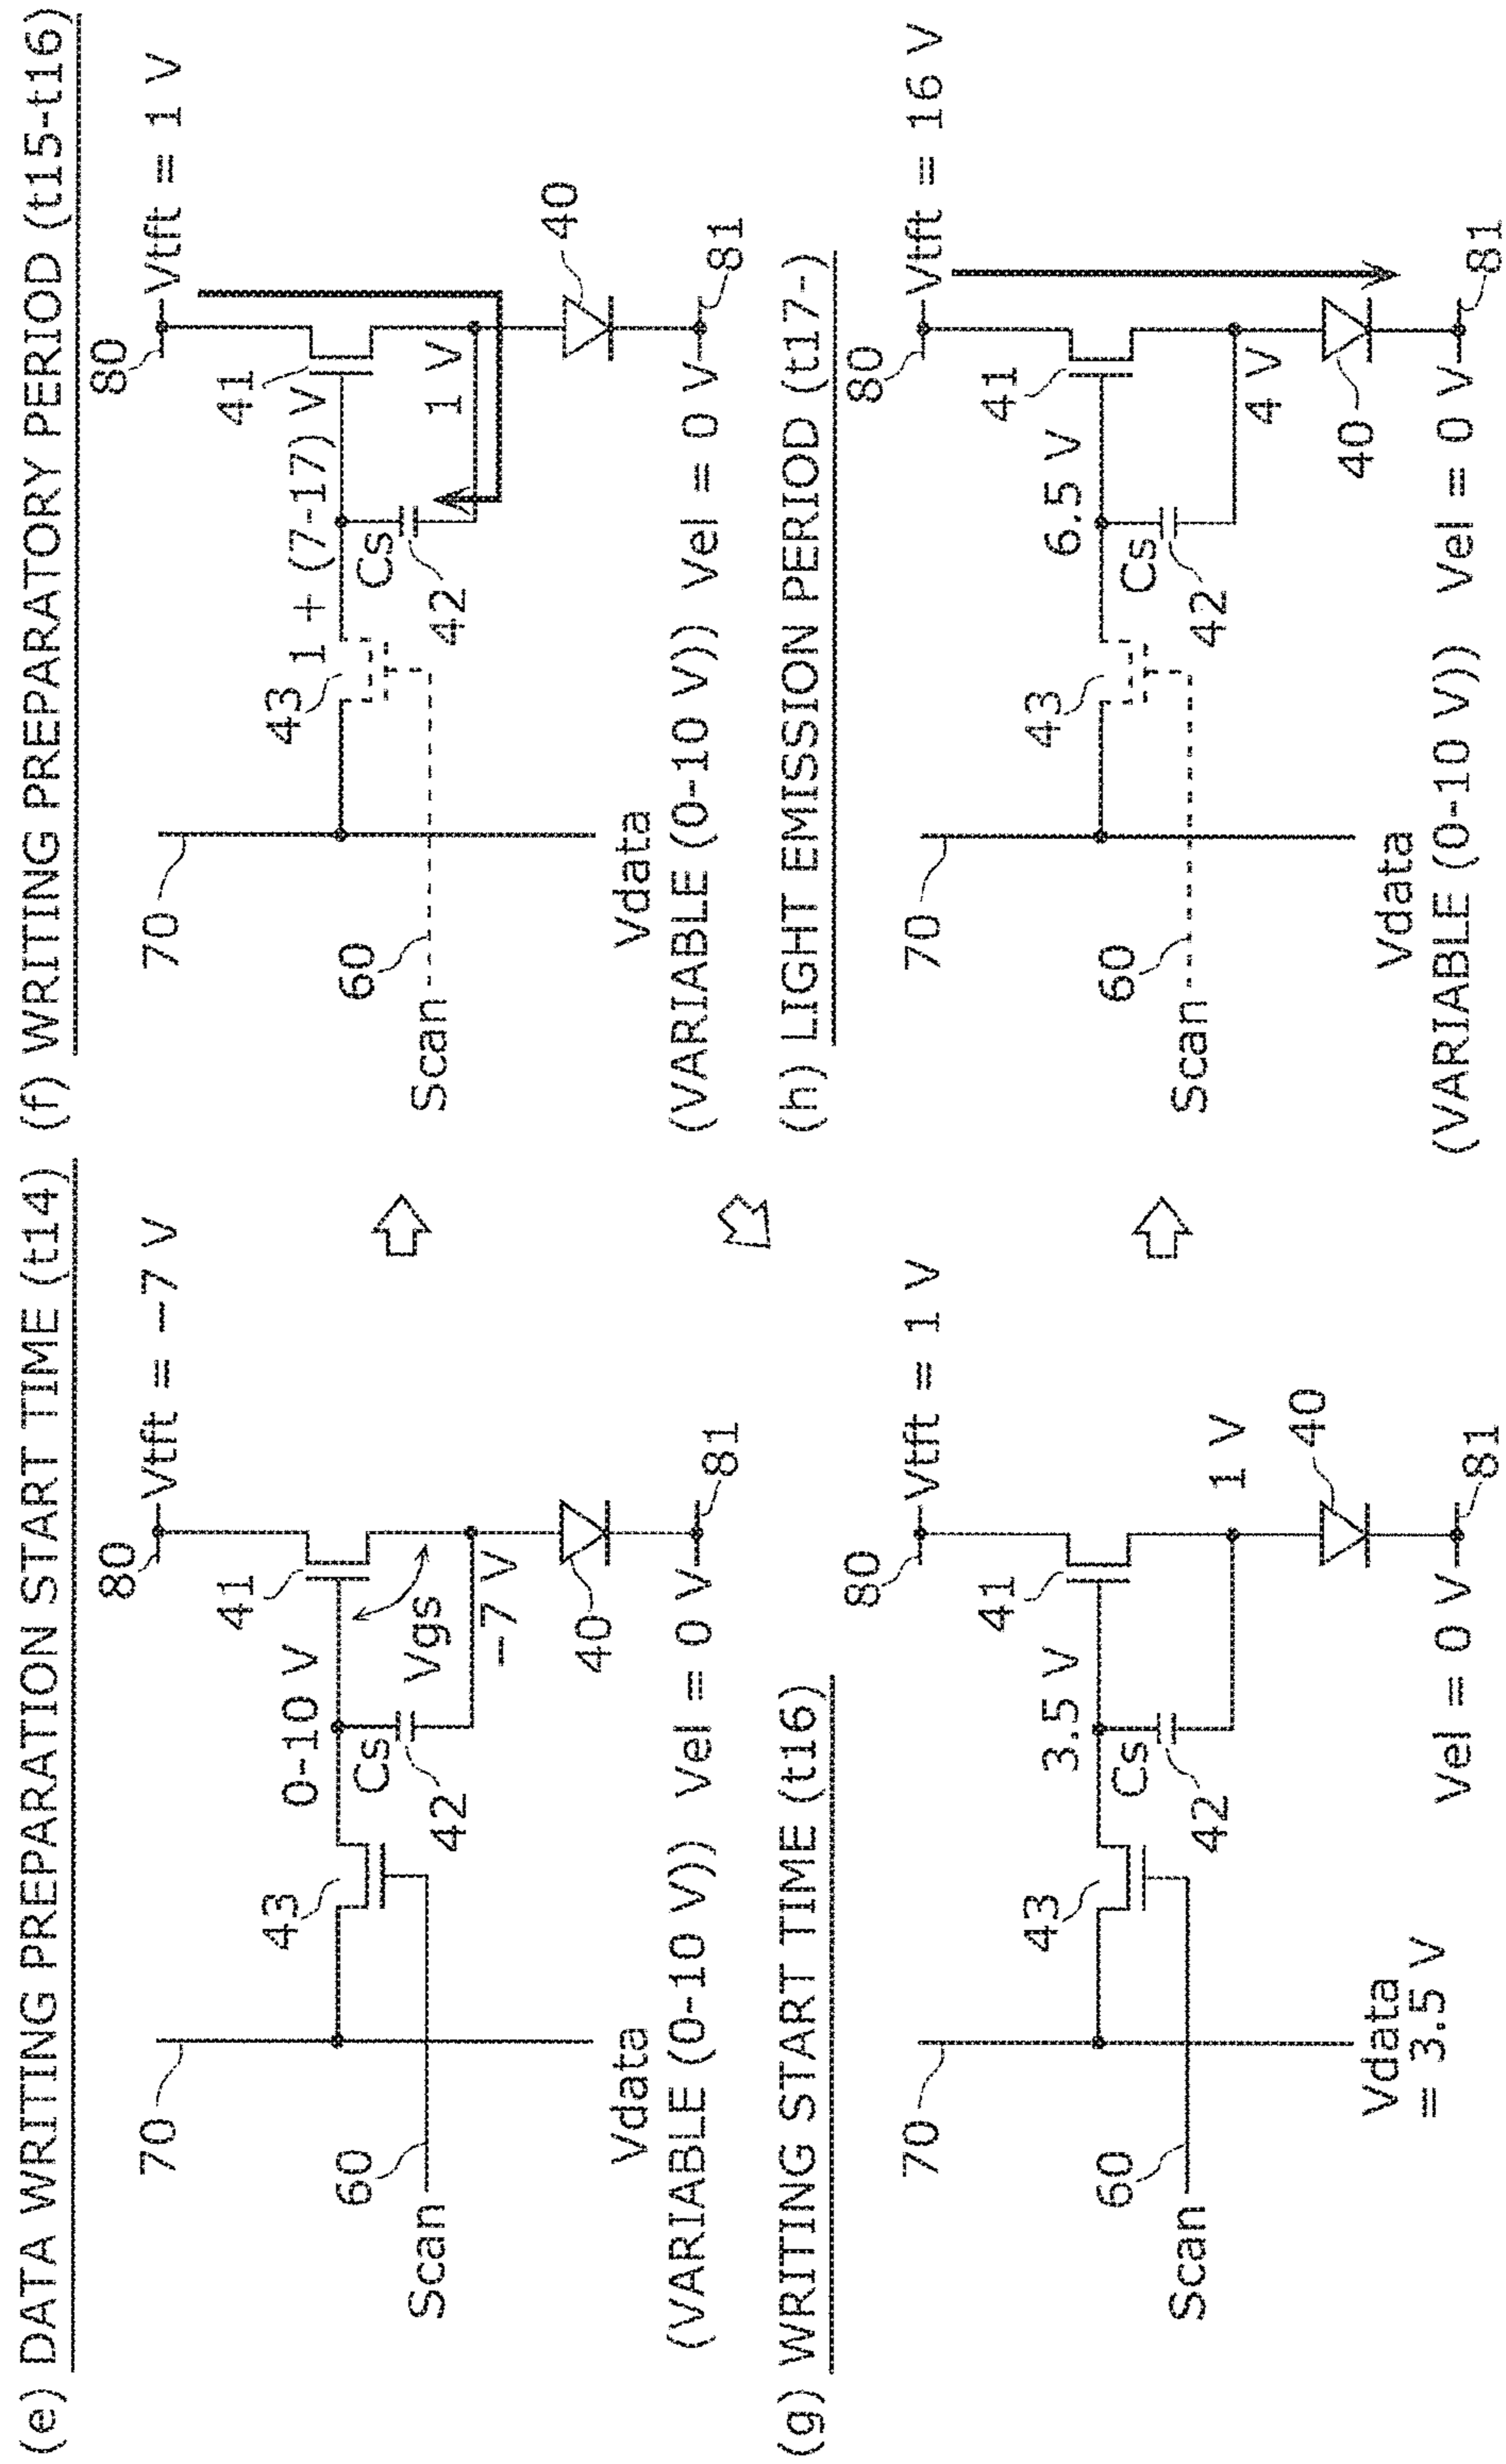 (e) DATA WRITING PREPARATION START TIME (t14)
80
Vtft = −7 V
70
41
0-10 V
43
Cs
Vgs
42
−7 V
60
Scan
40
Vdata
(VARIABLE (0-10 V))
Vel = 0 V
81
(f) WRITING PREPARATORY PERIOD (t15-t16)
80
Vtft = 1 V
70
41
1 + (7-17) V
43
Cs
42
1 V
60
Scan
40
Vdata
(VARIABLE (0-10 V))
Vel = 0 V
81
(g) WRITING START TIME (t16)
80
Vtft = 1 V
70
41
3.5 V
43
Cs
42
1 V
60
Scan
40
Vdata
= 3.5 V
Vel = 0 V
81
(h) LIGHT EMISSION PERIOD (t17-)
80
Vtft = 16 V
70
41
6.5 V
43
Cs
42
4 V
60
Scan
40
Vdata
(VARIABLE (0-10 V))
Vel = 0 V
81